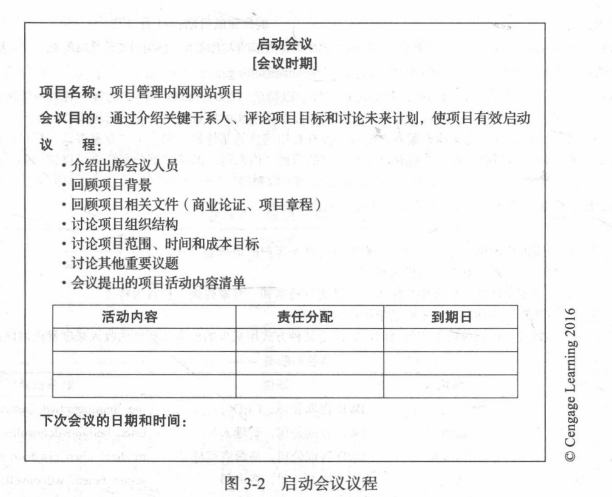 启动会议
[会议时期]
项目名称：项目管理内网网站项目
会议目的：通过介绍关键干系人、评论项目目标和讨论未来计划，使项目有效启动
议　　程：
・介绍出席会议人员
・回顾项目背景
・回顾项目相关文件（商业论证、项目章程）
・讨论项目组织结构
・讨论项目范围、时间和成本目标
・讨论其他重要议题
・会议提出的项目活动内容清单
活动内容 责任分配 到期日
下次会议的日期和时间：
© Cengage Learning 2016
图 3-2　启动会议议程